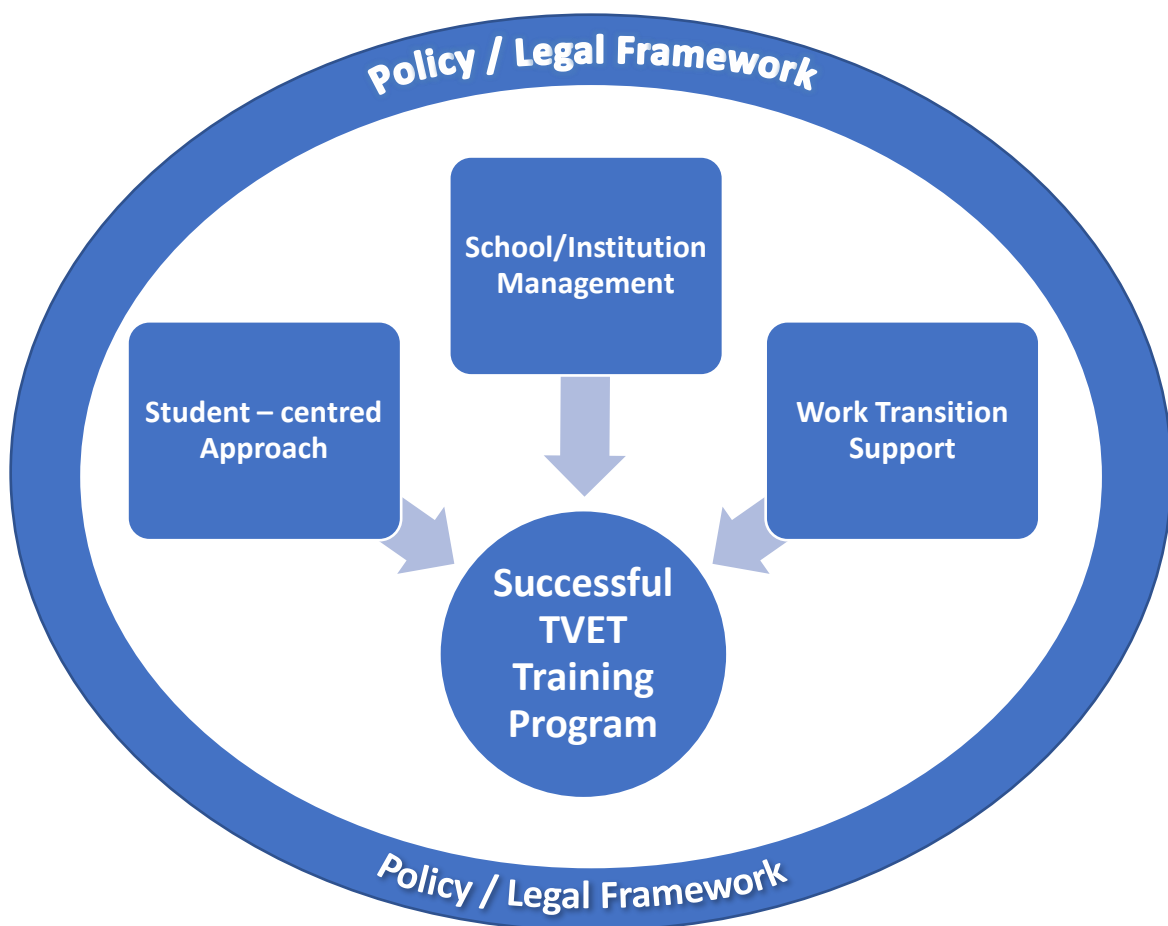 Policy / Legal Framework
School/Institution
Management
Student – centred
Approach
Work Transition
Support
Successful
TVET
Training
Program
Policy / Legal Framework